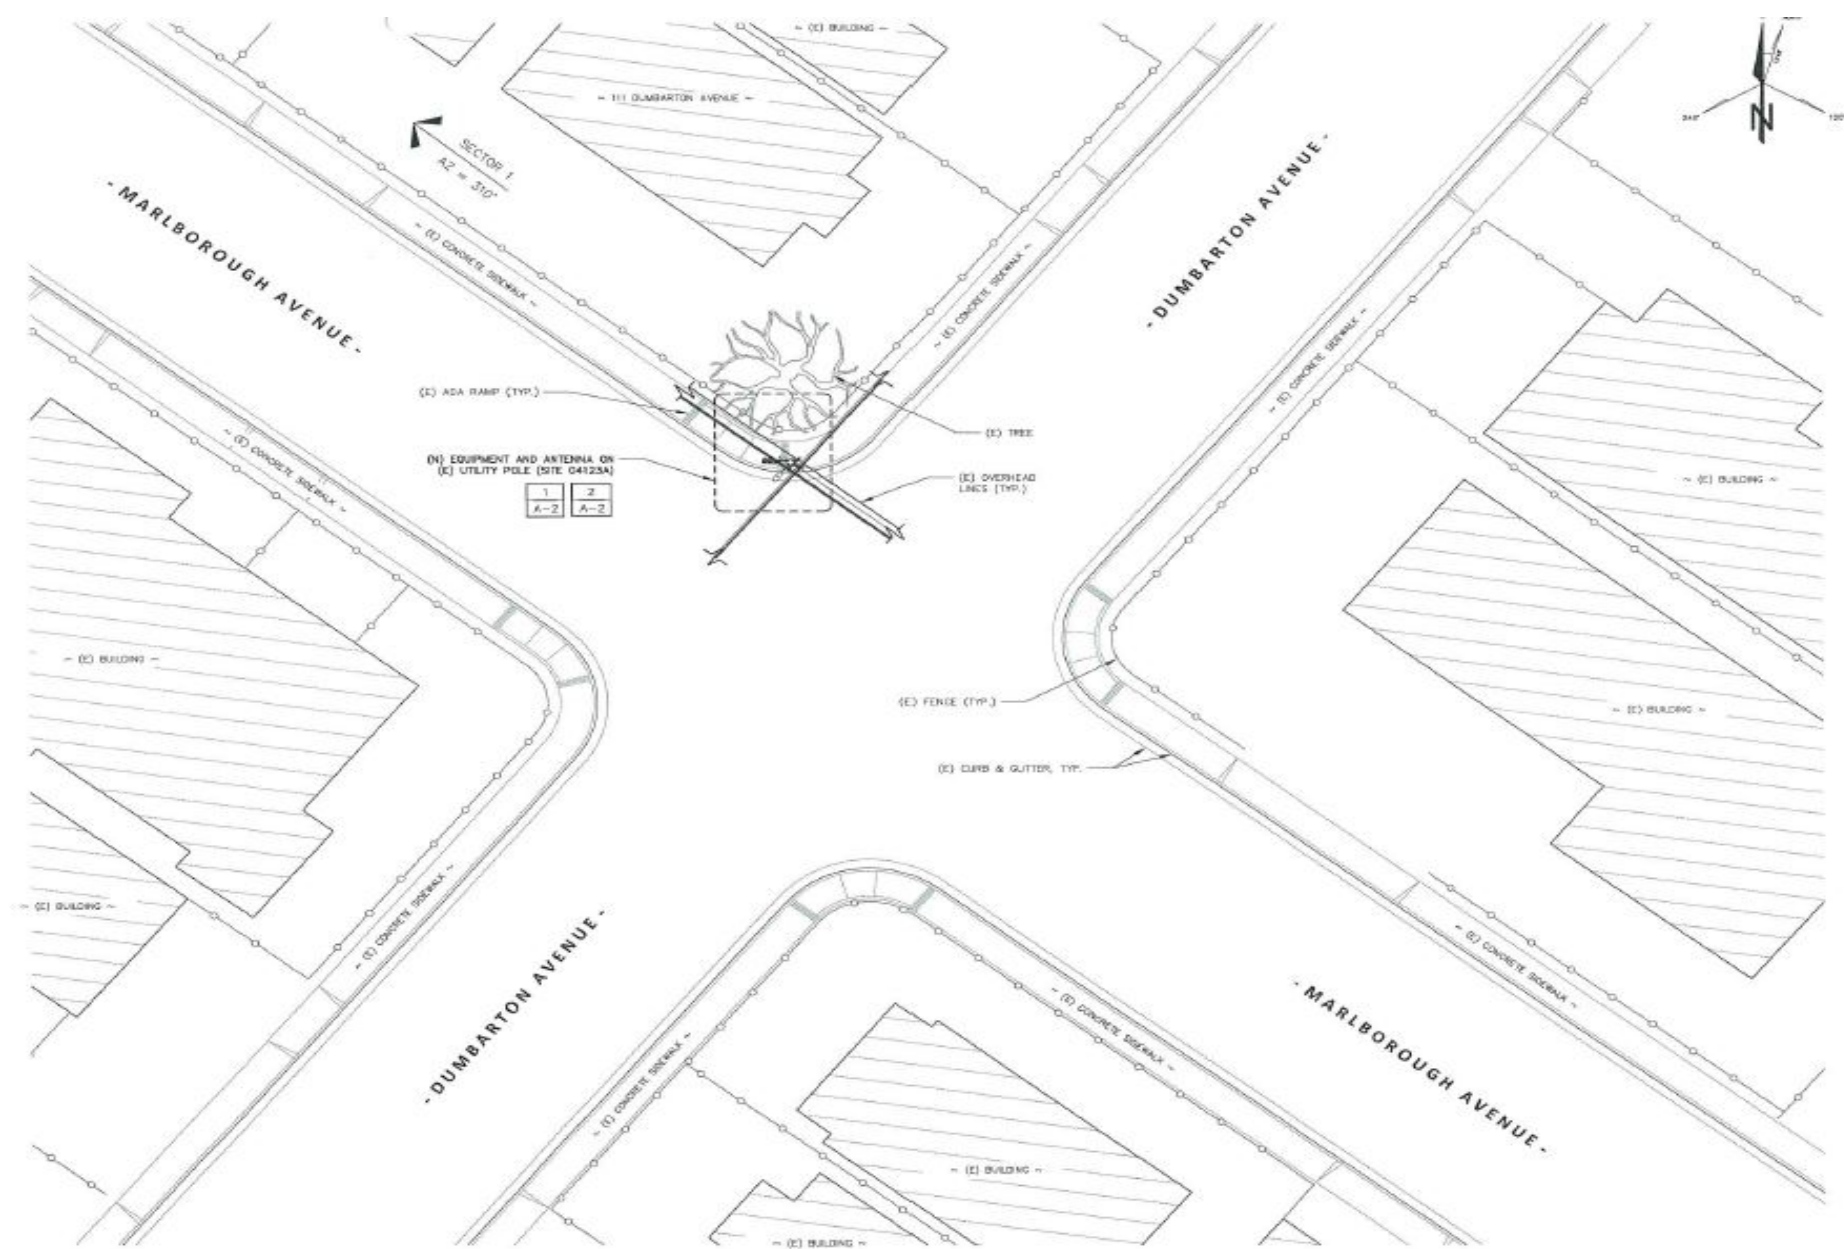 ~ (E) BUILDING ~
~ 111 DUMBARTON AVENUE ~
SECTOR 1
AZ = 310°
N
- MARLBOROUGH AVENUE -
- DUMBARTON AVENUE -
~ (E) CONCRETE SIDEWALK ~
~ (E) CONCRETE SIDEWALK ~
~ (E) CONCRETE SIDEWALK ~
(E) ADA RAMP (TYP.)
(E) TREE
~ (E) CONCRETE SIDEWALK ~
(N) EQUIPMENT AND ANTENNA ON
(E) UTILITY POLE (SITE 04123A)
1 2
A-2 A-2
(E) OVERHEAD
LINES (TYP.)
~ (E) BUILDING ~
~ (E) BUILDING ~
(E) FENCE (TYP.)
~ (E) BUILDING ~
(E) CURB & GUTTER, TYP.
~ (E) BUILDING ~
~ (E) CONCRETE SIDEWALK ~
- DUMBARTON AVENUE -
~ (E) CONCRETE SIDEWALK ~
~ (E) CONCRETE SIDEWALK ~
~ (E) CONCRETE SIDEWALK ~
- MARLBOROUGH AVENUE -
~ (E) BUILDING ~
~ (E) BUILDING ~